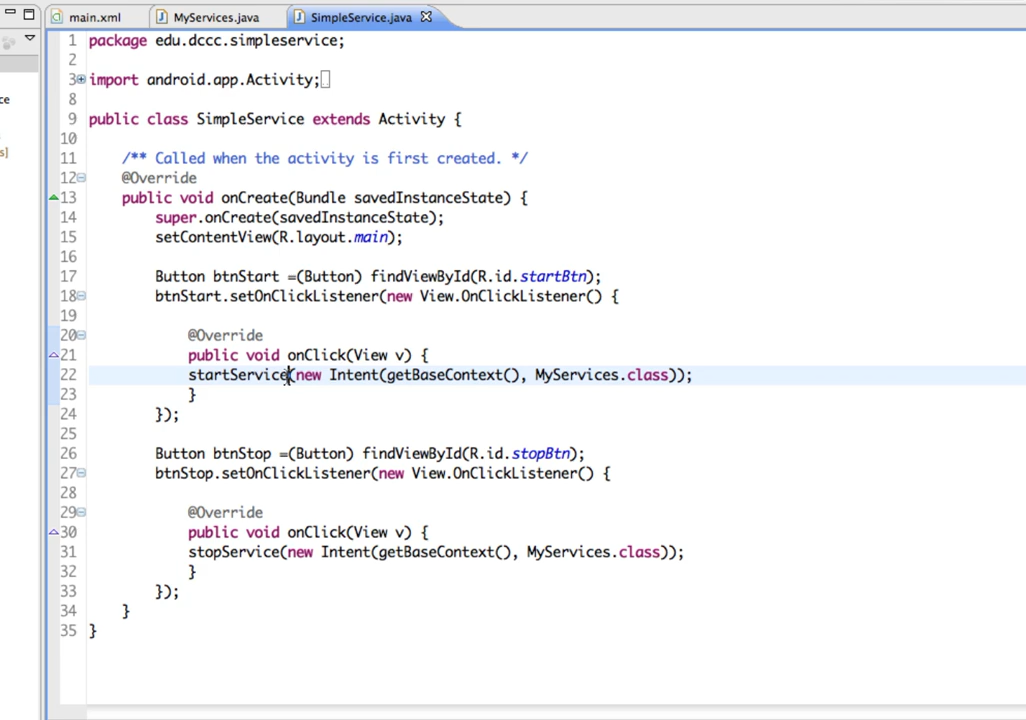 main.xml MyServices.java SimpleService.java
1 package edu.dccc.simpleservice;
2
3 import android.app.Activity;
8
9 public class SimpleService extends Activity {
10
ce
11 /** Called when the activity is first created. */
s]
12 @Override
13 public void onCreate(Bundle savedInstanceState) {
14 super.onCreate(savedInstanceState);
15 setContentView(R.layout.main);
16
17 Button btnStart =(Button) findViewById(R.id.startBtn);
18 btnStart.setOnClickListener(new View.OnClickListener() {
19
20 @Override
21 public void onClick(View v) {
22 startService(new Intent(getBaseContext(), MyServices.class));
23 }
24 });
25
26 Button btnStop =(Button) findViewById(R.id.stopBtn);
27 btnStop.setOnClickListener(new View.OnClickListener() {
28
29 @Override
30 public void onClick(View v) {
31 stopService(new Intent(getBaseContext(), MyServices.class));
32 }
33 });
34 }
35 }